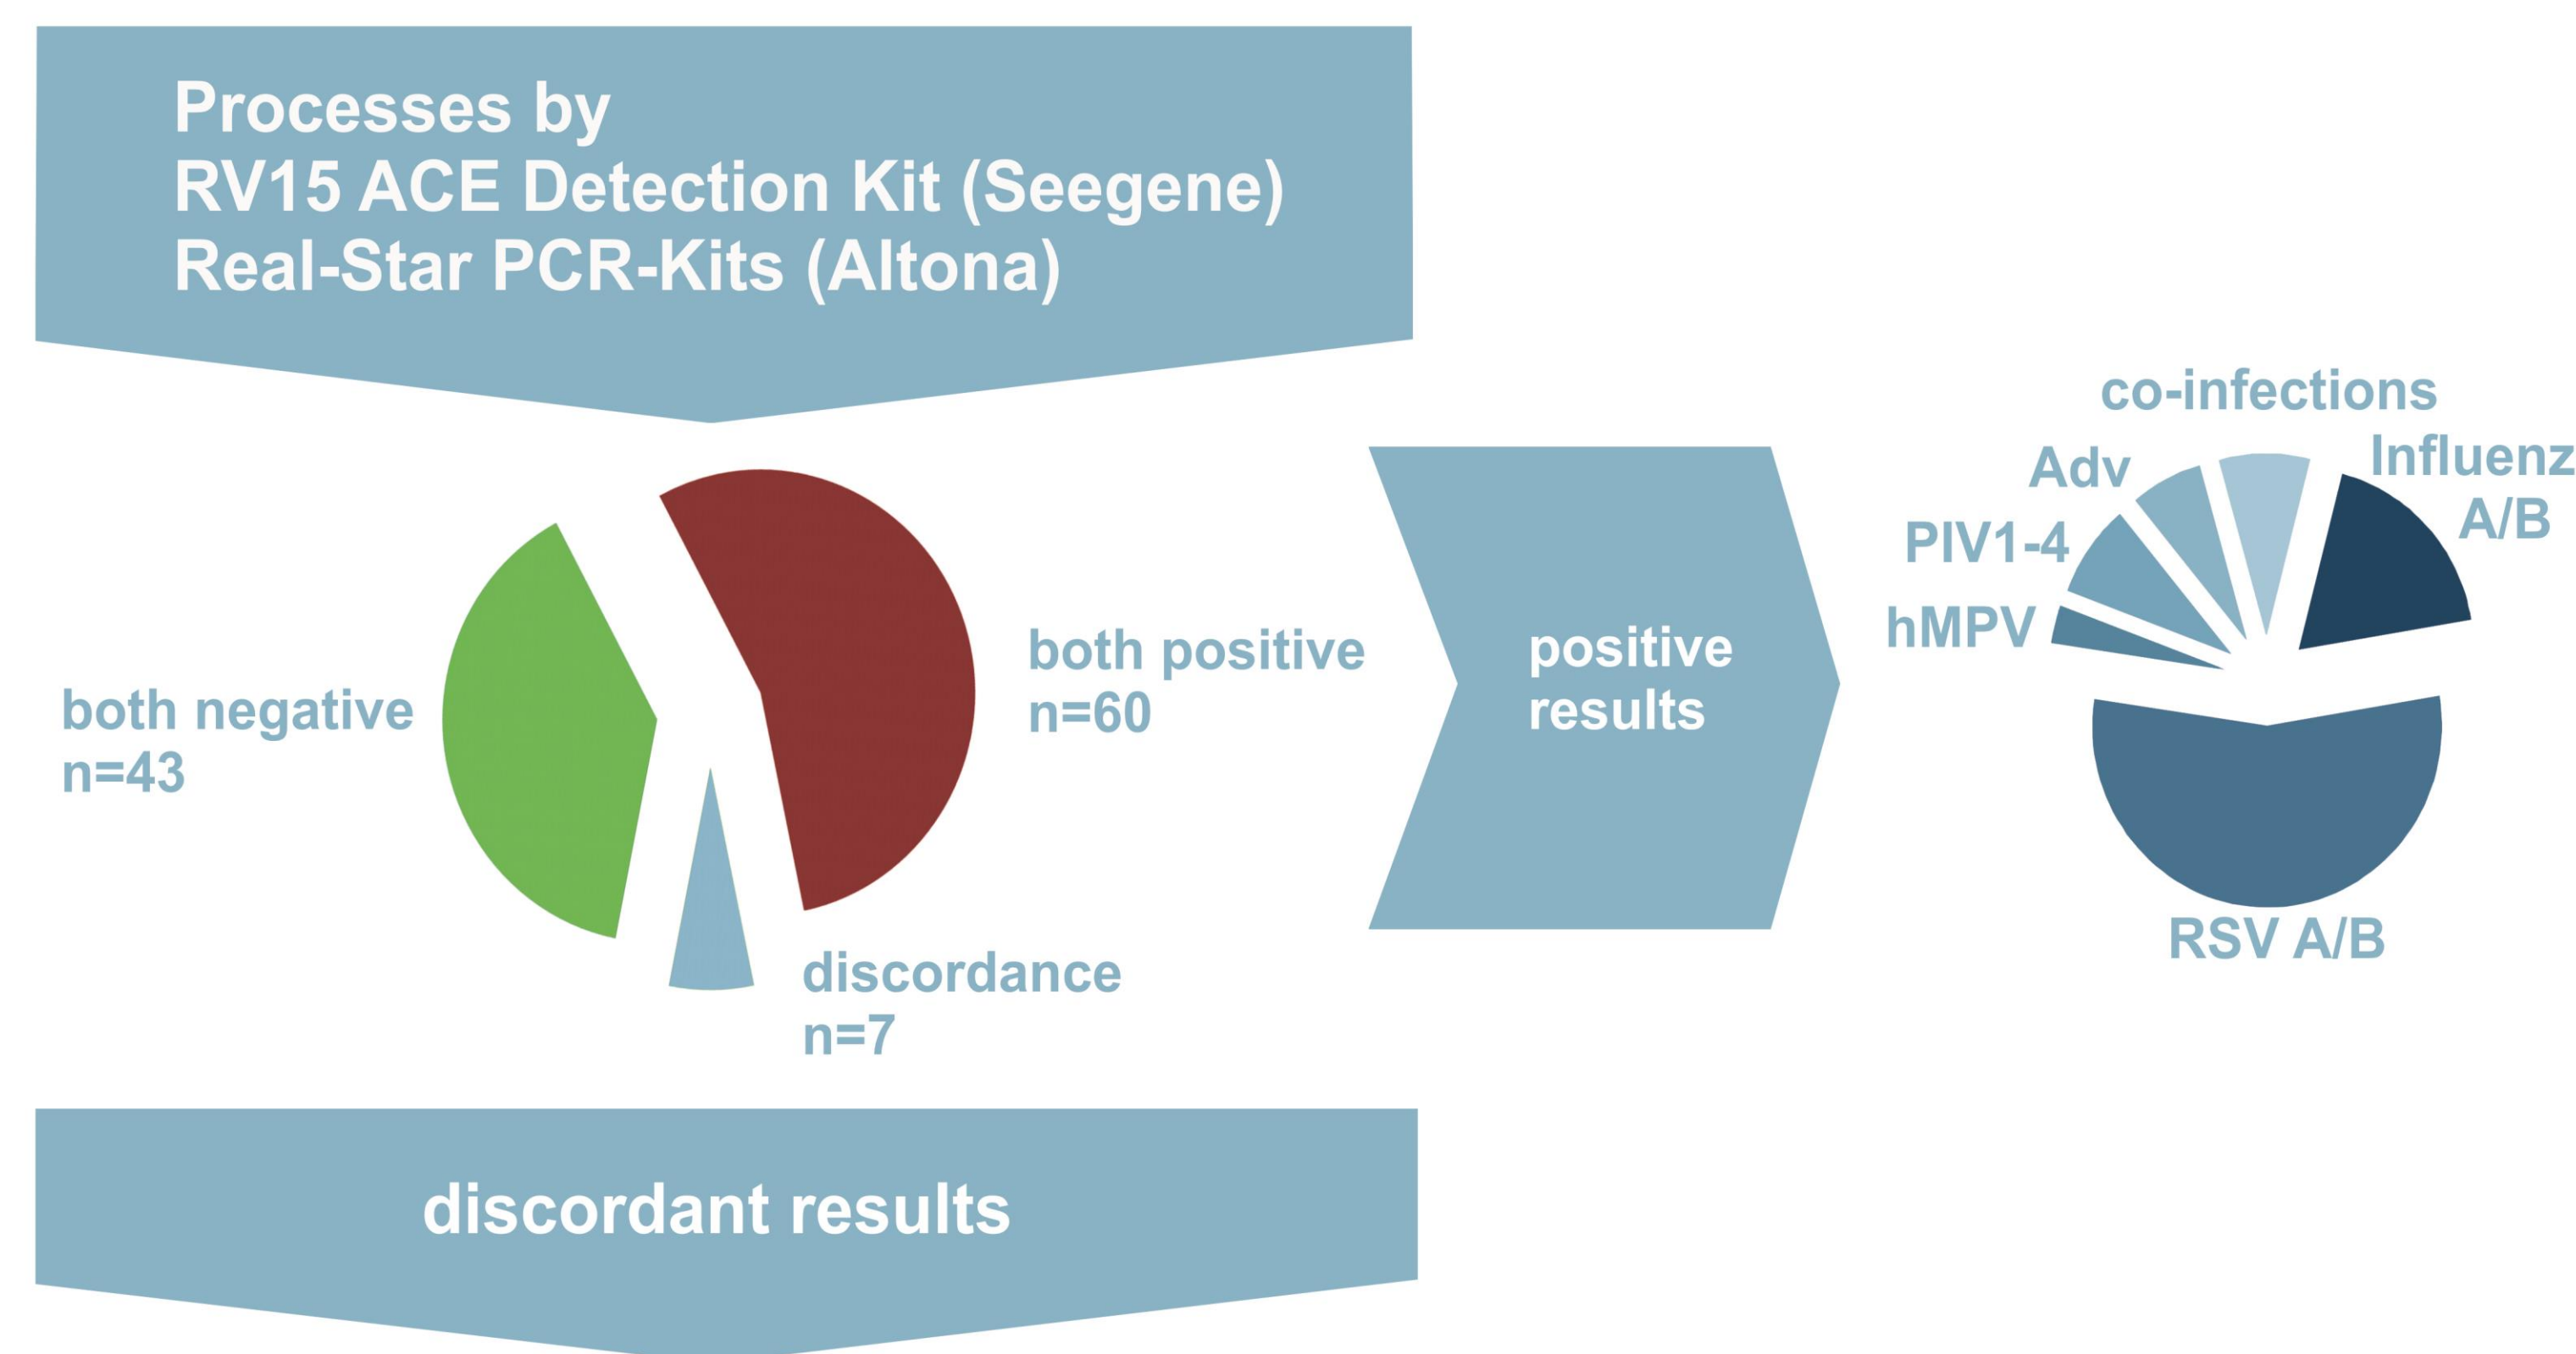 Processes by
RV15 ACE Detection Kit (Seegene)
Real-Star PCR-Kits (Altona)
both negative
n=43
both positive
n=60
discordance
n=7
positive
results
co-infections
Adv
Influenz
A/B
PIV1-4
hMPV
RSV A/B
discordant results